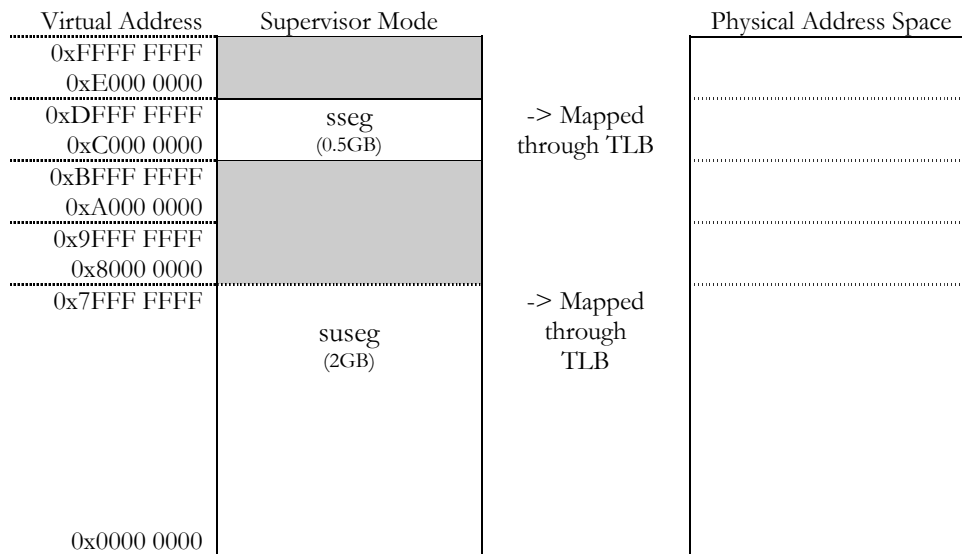 Virtual Address Supervisor Mode Physical Address Space
0xFFFF FFFF
0xE000 0000
0xDFFF FFFF sseg -> Mapped
0xC000 0000 (0.5GB) through TLB
0xBFFF FFFF
0xA000 0000
0x9FFF FFFF
0x8000 0000
0x7FFF FFFF -> Mapped
suseg through
(2GB) TLB
0x0000 0000